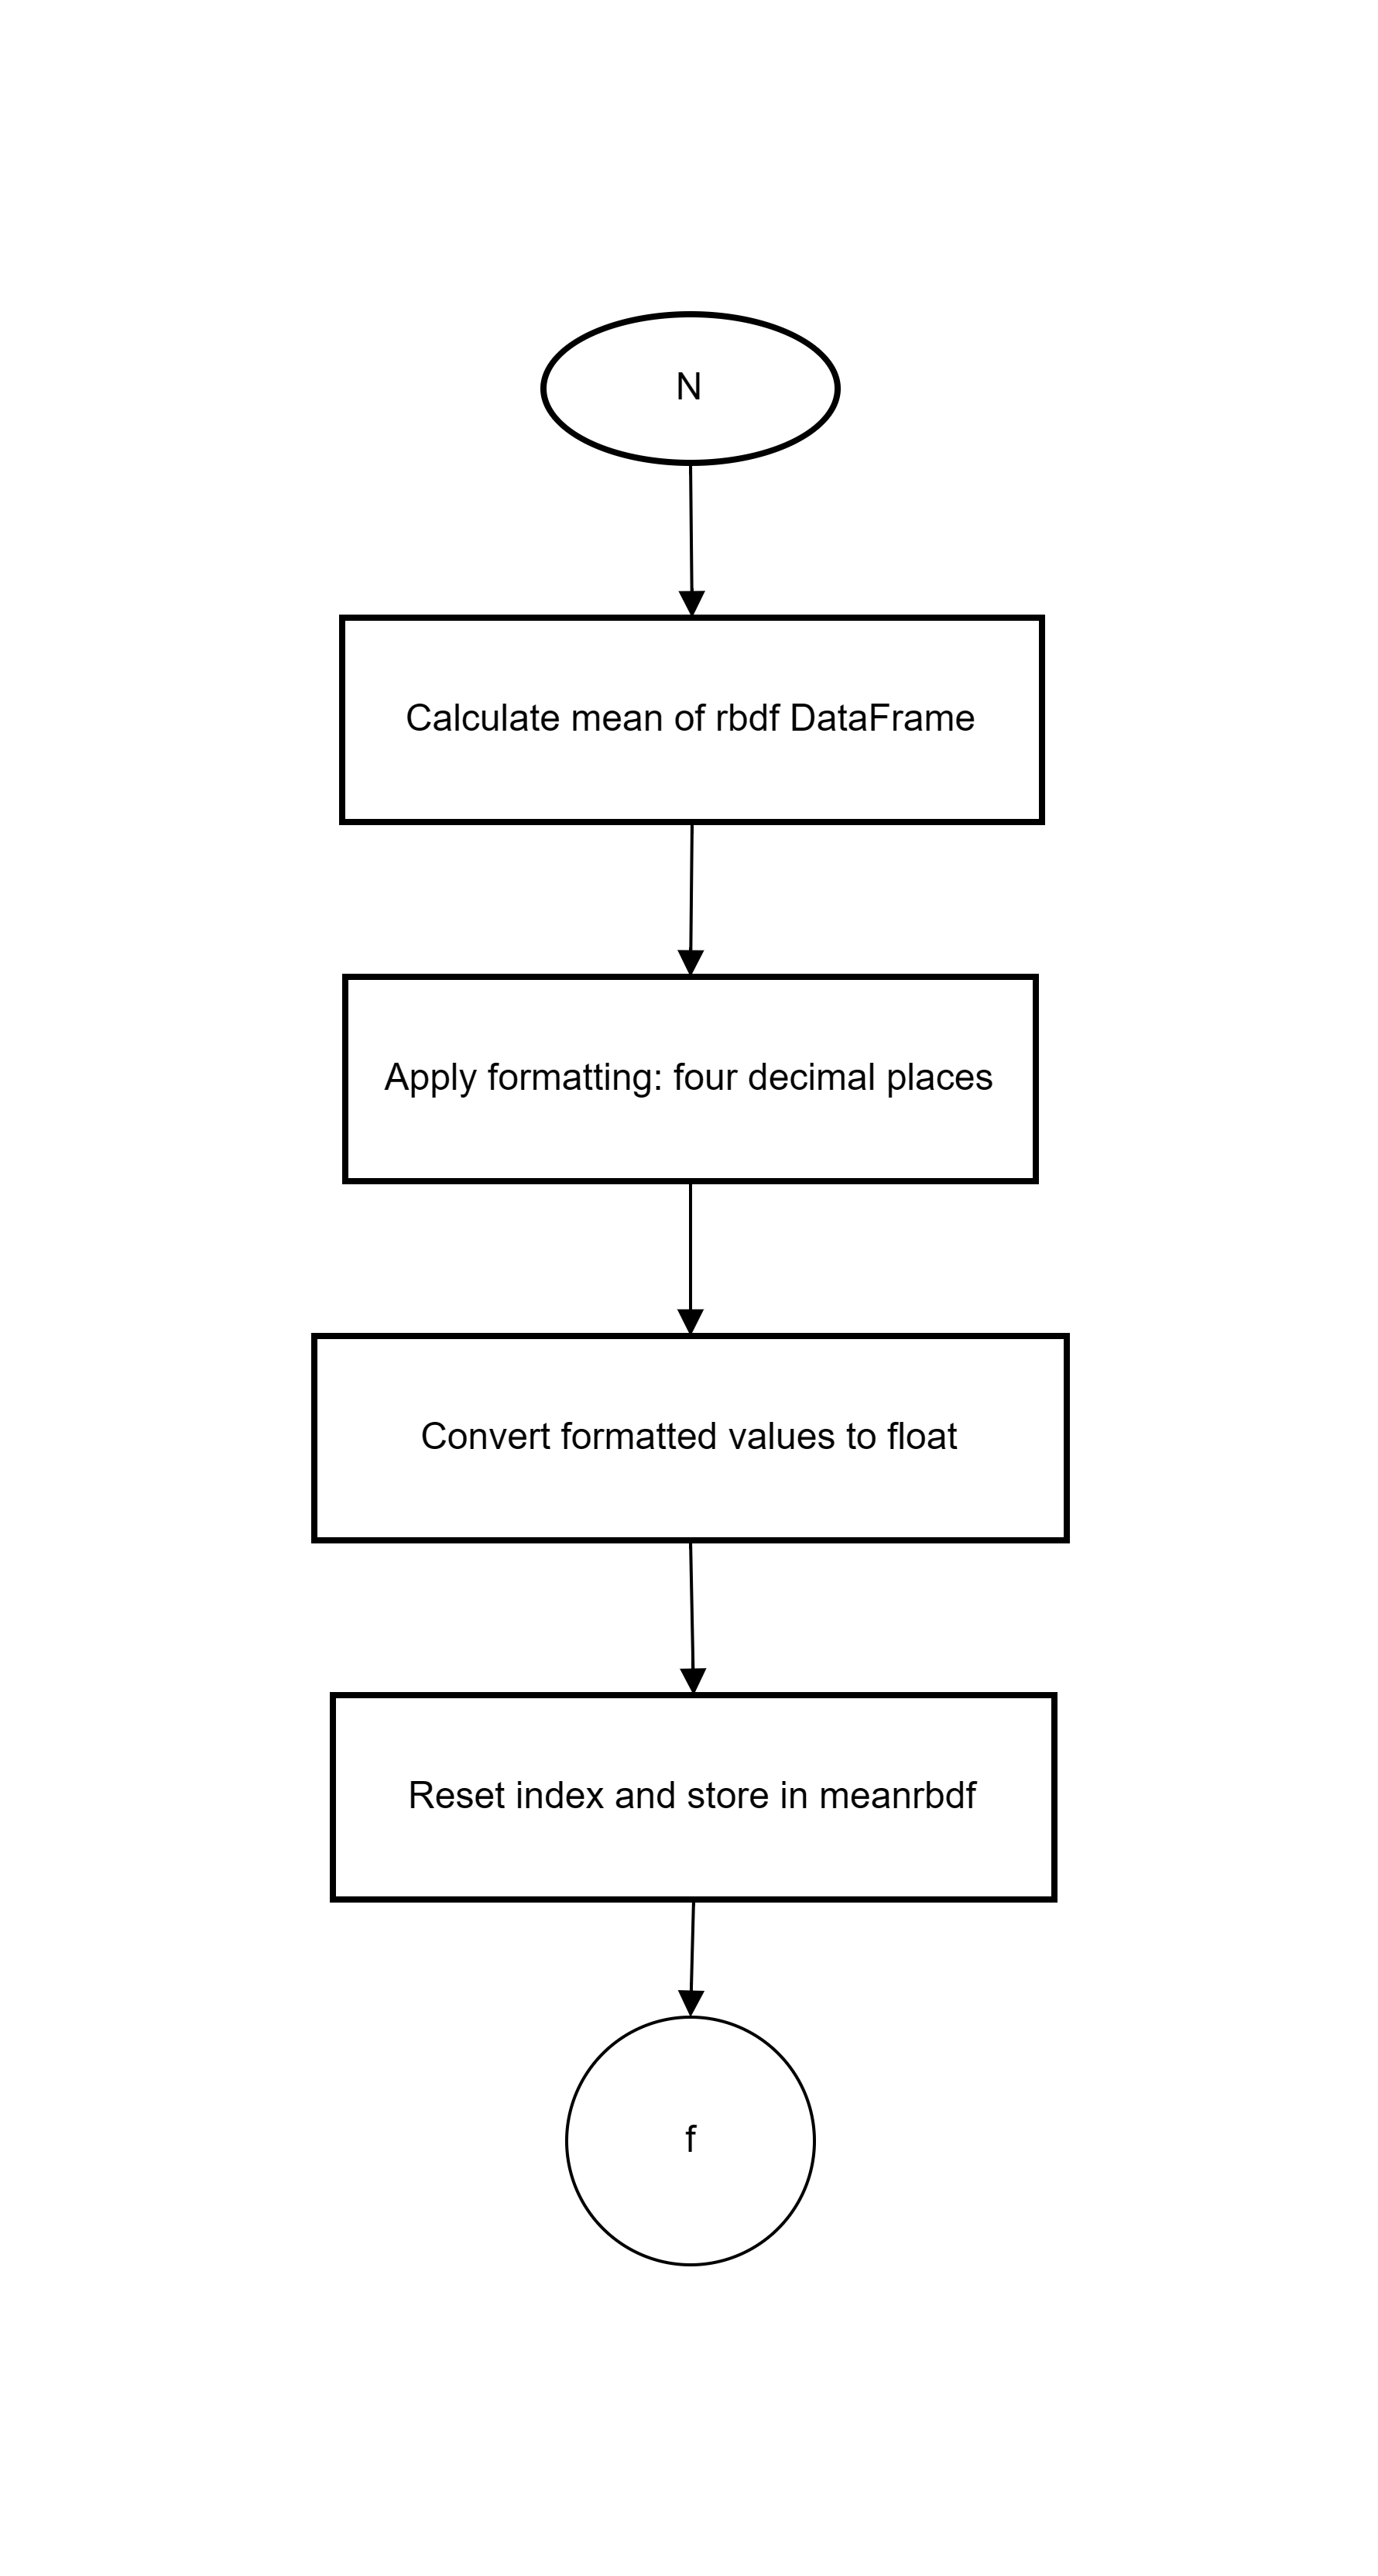 N
Calculate mean of rbdf DataFrame
Apply formatting: four decimal places
Convert formatted values to float
Reset index and store in meanrbdf
f